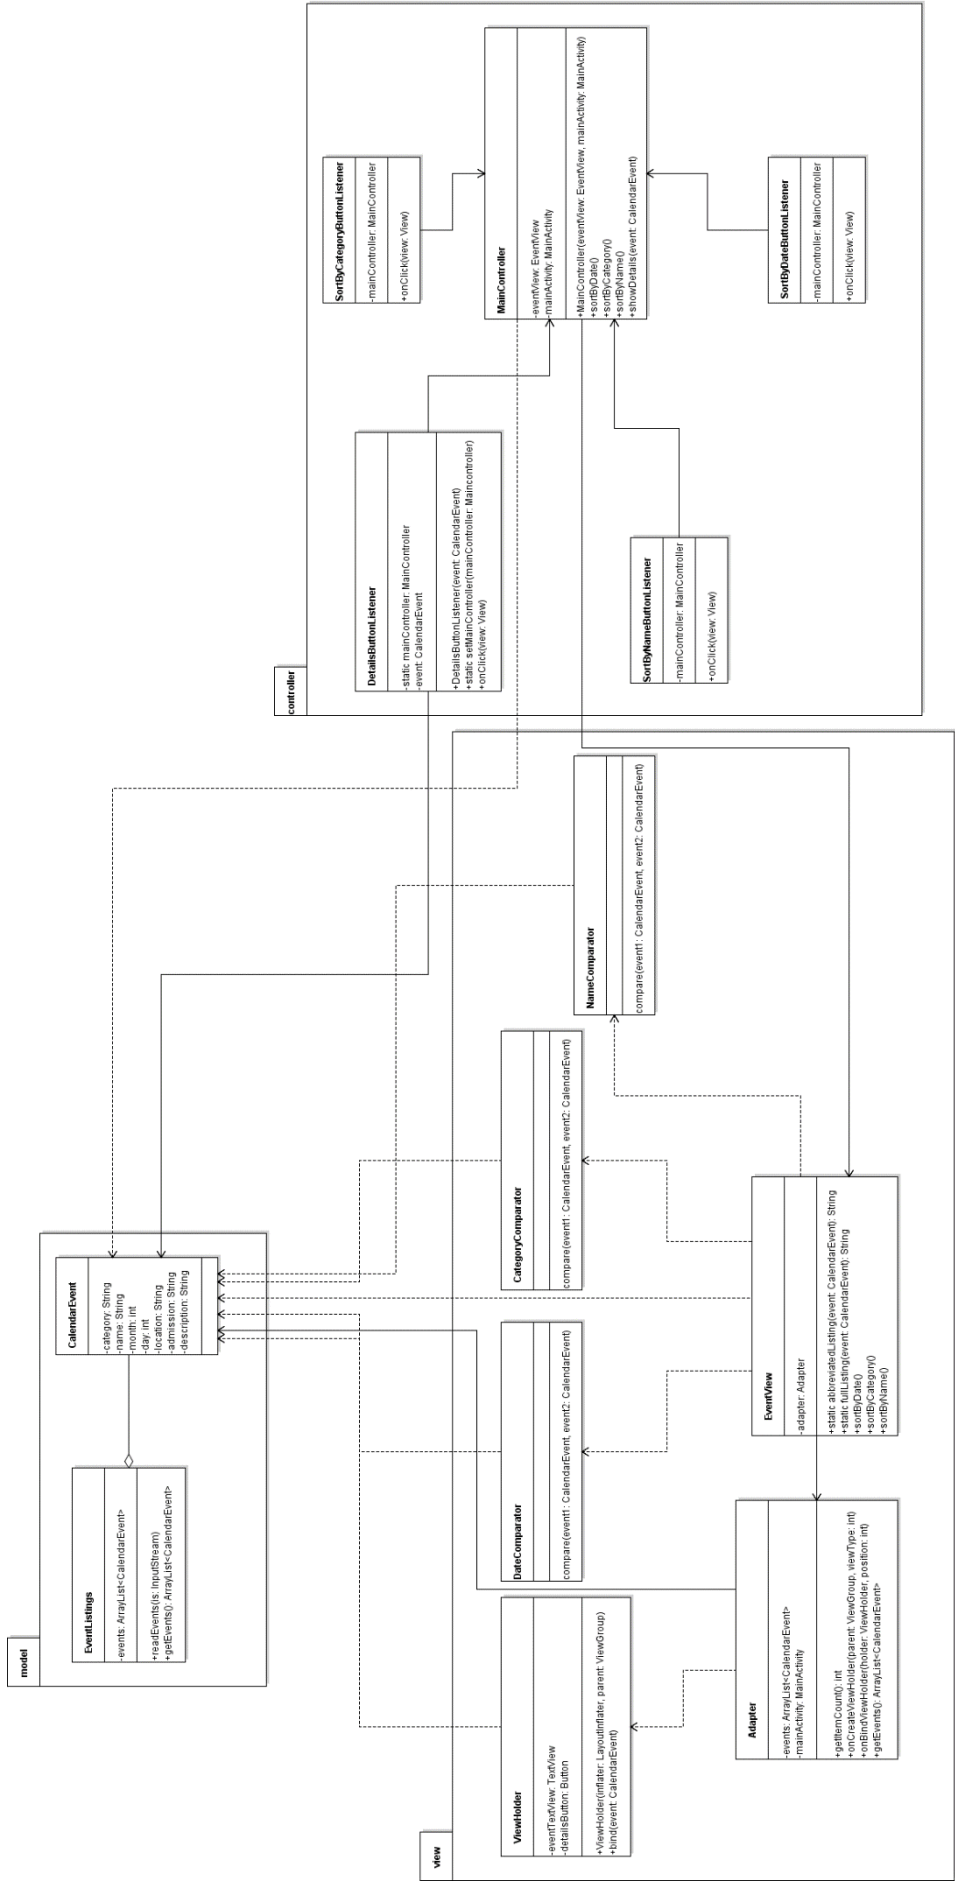 model
EventListings
-events: ArrayList<CalendarEvent>
+readEvents(is: InputStream)
+getEvents(): ArrayList<CalendarEvent>
CalendarEvent
-category: String
-name: String
-month: int
-day: int
-location: String
-admission: String
-description: String
view
ViewHolder
-eventTextView: TextView
-detailsButton: Button
+ViewHolder(inflater: LayoutInflater, parent: ViewGroup)
+bind(event: CalendarEvent)
DateComparator
compare(event1: CalendarEvent, event2: CalendarEvent)
CategoryComparator
compare(event1: CalendarEvent, event2: CalendarEvent)
NameComparator
compare(event1: CalendarEvent, event2: CalendarEvent)
Adapter
-events: ArrayList<CalendarEvent>
-mainActivity: MainActivity
+getItemCount(): int
+onCreateViewHolder(parent: ViewGroup, viewType: int)
+onBindViewHolder(holder: ViewHolder, position: int)
+getEvents(): ArrayList<CalendarEvent>
EventView
-adapter: Adapter
+static abbreviatedListing(event: CalendarEvent): String
+static fullListing(event: CalendarEvent): String
+sortByDate()
+sortByCategory()
+sortByName()
controller
DetailsButtonListener
-static mainController: MainController
-event: CalendarEvent
+DetailsButtonListener(event: CalendarEvent)
+static setMainController(mainController: Maincontroller)
+onClick(view: View)
SortByCategoryButtonListener
-mainController: MainController
+onClick(view: View)
MainController
-eventView: EventView
-mainActivity: MainActivity
+MainController(eventView: EventView, mainActivity: MainActivity)
+sortByDate()
+sortByCategory()
+sortByName()
+showDetails(event: CalendarEvent)
SortByNameButtonListener
-mainController: MainController
+onClick(view: View)
SortByDateButtonListener
-mainController: MainController
+onClick(view: View)